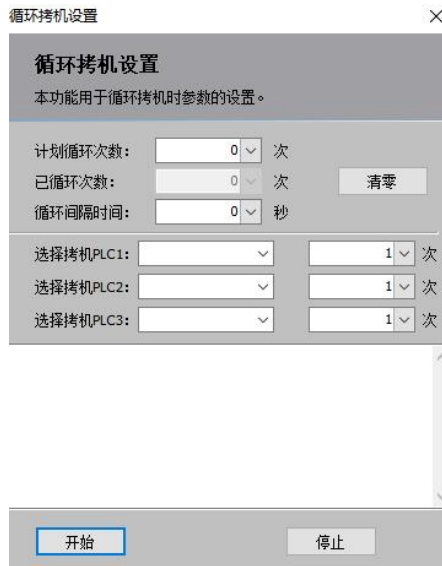 循环拷机设置
循环拷机设置
本功能用于循环拷机时参数的设置。
计划循环次数: 0 次
已循环次数: 0 次 清零
循环间隔时间: 0 秒
选择拷机PLC1: 1 次
选择拷机PLC2: 1 次
选择拷机PLC3: 1 次
开始 停止